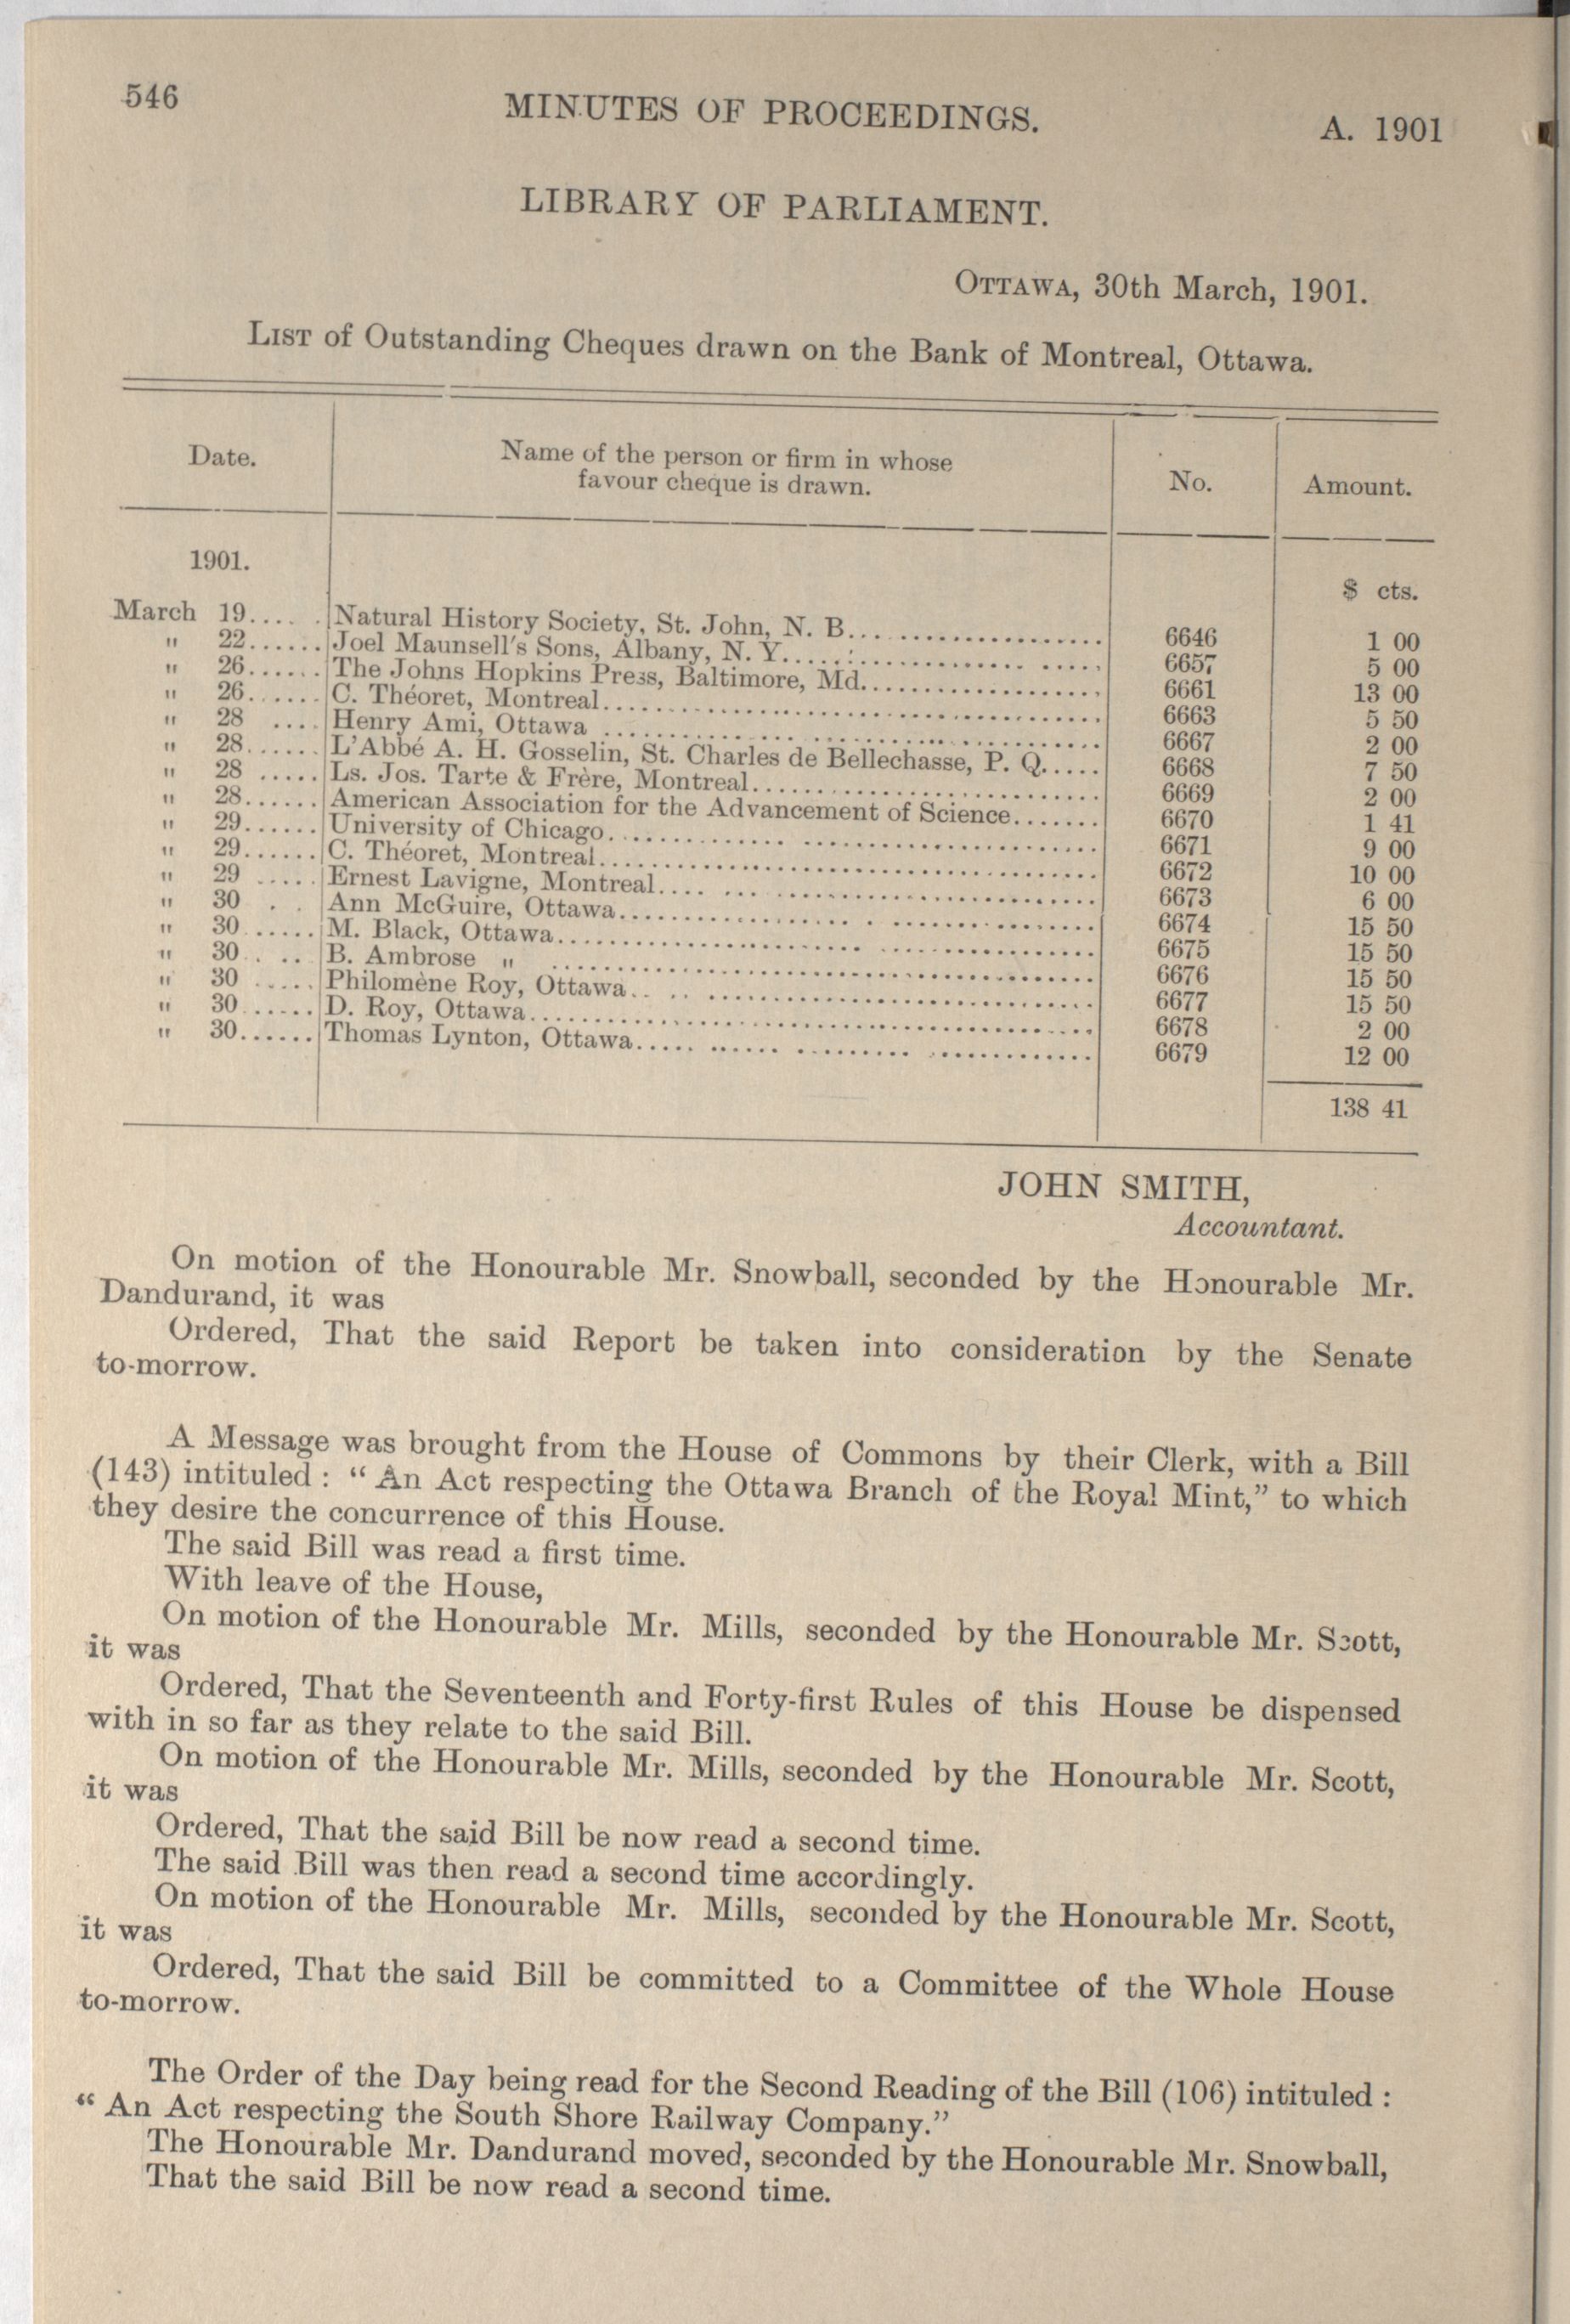 546
MINUTES OF PROCEEDINGS.
A. 1901
LIBRARY OF PARLIAMENT.
OTTAWA, 30th March, 1901.
LIST of Outstanding Cheques drawn on the Bank of Montreal, Ottawa.
Date. Name of the person or firm in whose favour cheque is drawn. No. Amount.
1901.
$ cts.
March 19...... Natural History Society, St. John, N. B. 6646 1 00
" 22...... Joel Maunsell's Sons, Albany, N. Y. 6657 5 00
" 26...... The Johns Hopkins Press, Baltimore, Md. 6661 13 00
" 26...... C. Théoret, Montreal 6663 5 50
" 28 .... Henry Ami, Ottawa 6667 2 00
" 28...... L'Abbé A. H. Gosselin, St. Charles de Bellechasse, P. Q. 6668 7 50
" 28 ..... Ls. Jos. Tarte & Frère, Montreal 6669 2 00
" 28...... American Association for the Advancement of Science 6670 1 41
" 29...... University of Chicago 6671 9 00
" 29...... C. Théoret, Montreal 6672 10 00
" 29 ..... Ernest Lavigne, Montreal 6673 6 00
" 30 . . Ann McGuire, Ottawa 6674 15 50
" 30...... M. Black, Ottawa 6675 15 50
" 30.. .. B. Ambrose " 6676 15 50
" 30 ..... Philomène Roy, Ottawa 6677 15 50
" 30...... D. Roy, Ottawa 6678 2 00
" 30...... Thomas Lynton, Ottawa 6679 12 00
138 41
JOHN SMITH,
Accountant.
On motion of the Honourable Mr. Snowball, seconded by the Honourable Mr.
Dandurand, it was
Ordered, That the said Report be taken into consideration by the Senate
to-morrow.
A Message was brought from the House of Commons by their Clerk, with a Bill
(143) intituled : “ An Act respecting the Ottawa Branch of the Royal Mint,” to which
they desire the concurrence of this House.
The said Bill was read a first time.
With leave of the House,
On motion of the Honourable Mr. Mills, seconded by the Honourable Mr. Scott,
it was
Ordered, That the Seventeenth and Forty-first Rules of this House be dispensed
with in so far as they relate to the said Bill.
On motion of the Honourable Mr. Mills, seconded by the Honourable Mr. Scott,
it was
Ordered, That the said Bill be now read a second time.
The said Bill was then read a second time accordingly.
On motion of the Honourable Mr. Mills, seconded by the Honourable Mr. Scott,
it was
Ordered, That the said Bill be committed to a Committee of the Whole House
to-morrow.
The Order of the Day being read for the Second Reading of the Bill (106) intituled :
“ An Act respecting the South Shore Railway Company.”
The Honourable Mr. Dandurand moved, seconded by the Honourable Mr. Snowball,
That the said Bill be now read a second time.